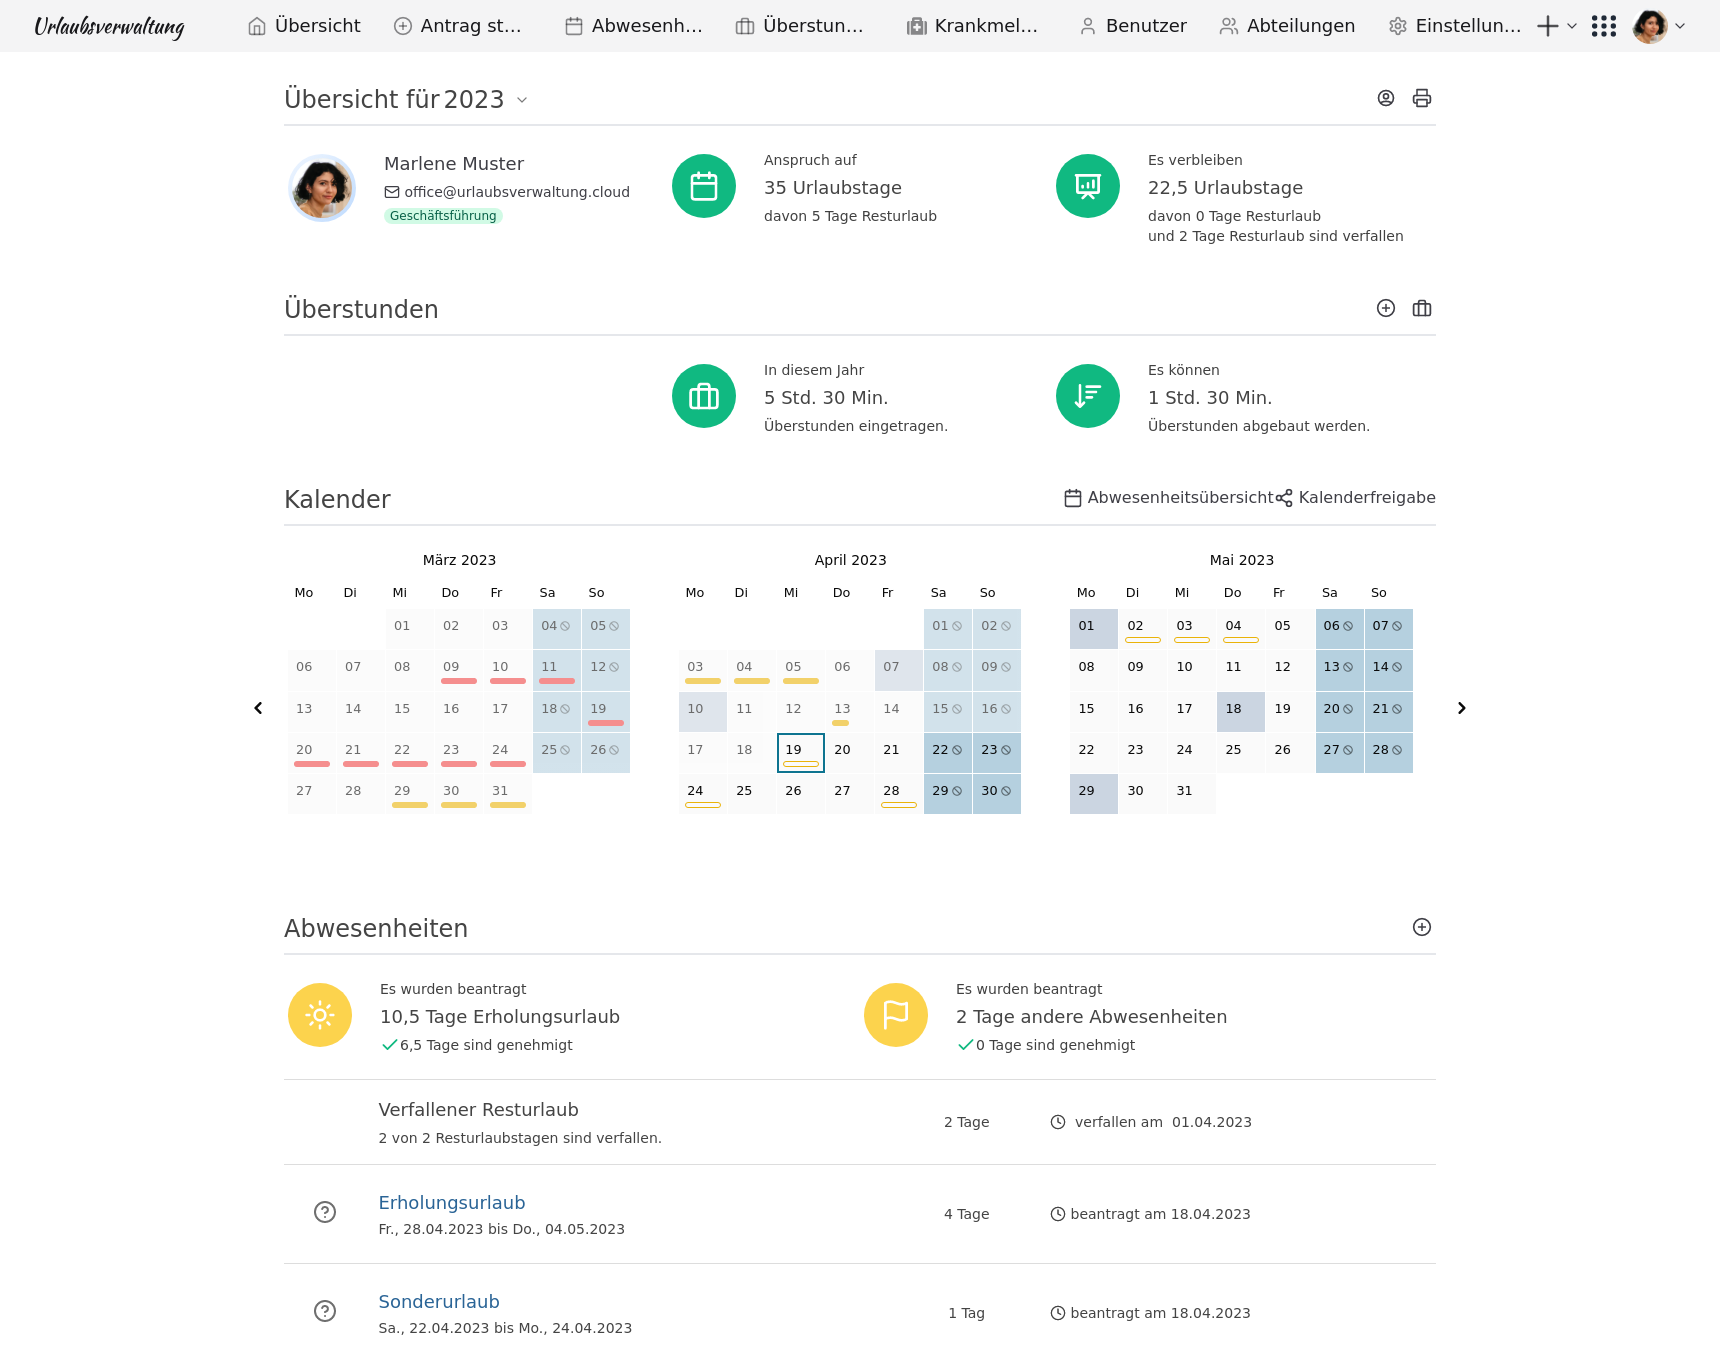 Urlaubsverwaltung Übersicht Antrag st… Abwesenh… Überstun… Krankmel… Benutzer Abteilungen Einstellun…
Übersicht für 2023
Marlene Muster
office@urlaubsverwaltung.cloud
Geschäftsführung
Anspruch auf
35 Urlaubstage
davon 5 Tage Resturlaub
Es verbleiben
22,5 Urlaubstage
davon 0 Tage Resturlaub
und 2 Tage Resturlaub sind verfallen
Überstunden
In diesem Jahr
5 Std. 30 Min.
Überstunden eingetragen.
Es können
1 Std. 30 Min.
Überstunden abgebaut werden.
Kalender Abwesenheitsübersicht Kalenderfreigabe
März 2023
Mo Di Mi Do Fr Sa So
01 02 03 04 05
06 07 08 09 10 11 12
13 14 15 16 17 18 19
20 21 22 23 24 25 26
27 28 29 30 31
April 2023
Mo Di Mi Do Fr Sa So
01 02
03 04 05 06 07 08 09
10 11 12 13 14 15 16
17 18 19 20 21 22 23
24 25 26 27 28 29 30
Mai 2023
Mo Di Mi Do Fr Sa So
01 02 03 04 05 06 07
08 09 10 11 12 13 14
15 16 17 18 19 20 21
22 23 24 25 26 27 28
29 30 31
Abwesenheiten
Es wurden beantragt
10,5 Tage Erholungsurlaub
6,5 Tage sind genehmigt
Es wurden beantragt
2 Tage andere Abwesenheiten
0 Tage sind genehmigt
Verfallener Resturlaub
2 von 2 Resturlaubstagen sind verfallen.
2 Tage
verfallen am 01.04.2023
Erholungsurlaub
Fr., 28.04.2023 bis Do., 04.05.2023
4 Tage
beantragt am 18.04.2023
Sonderurlaub
Sa., 22.04.2023 bis Mo., 24.04.2023
1 Tag
beantragt am 18.04.2023